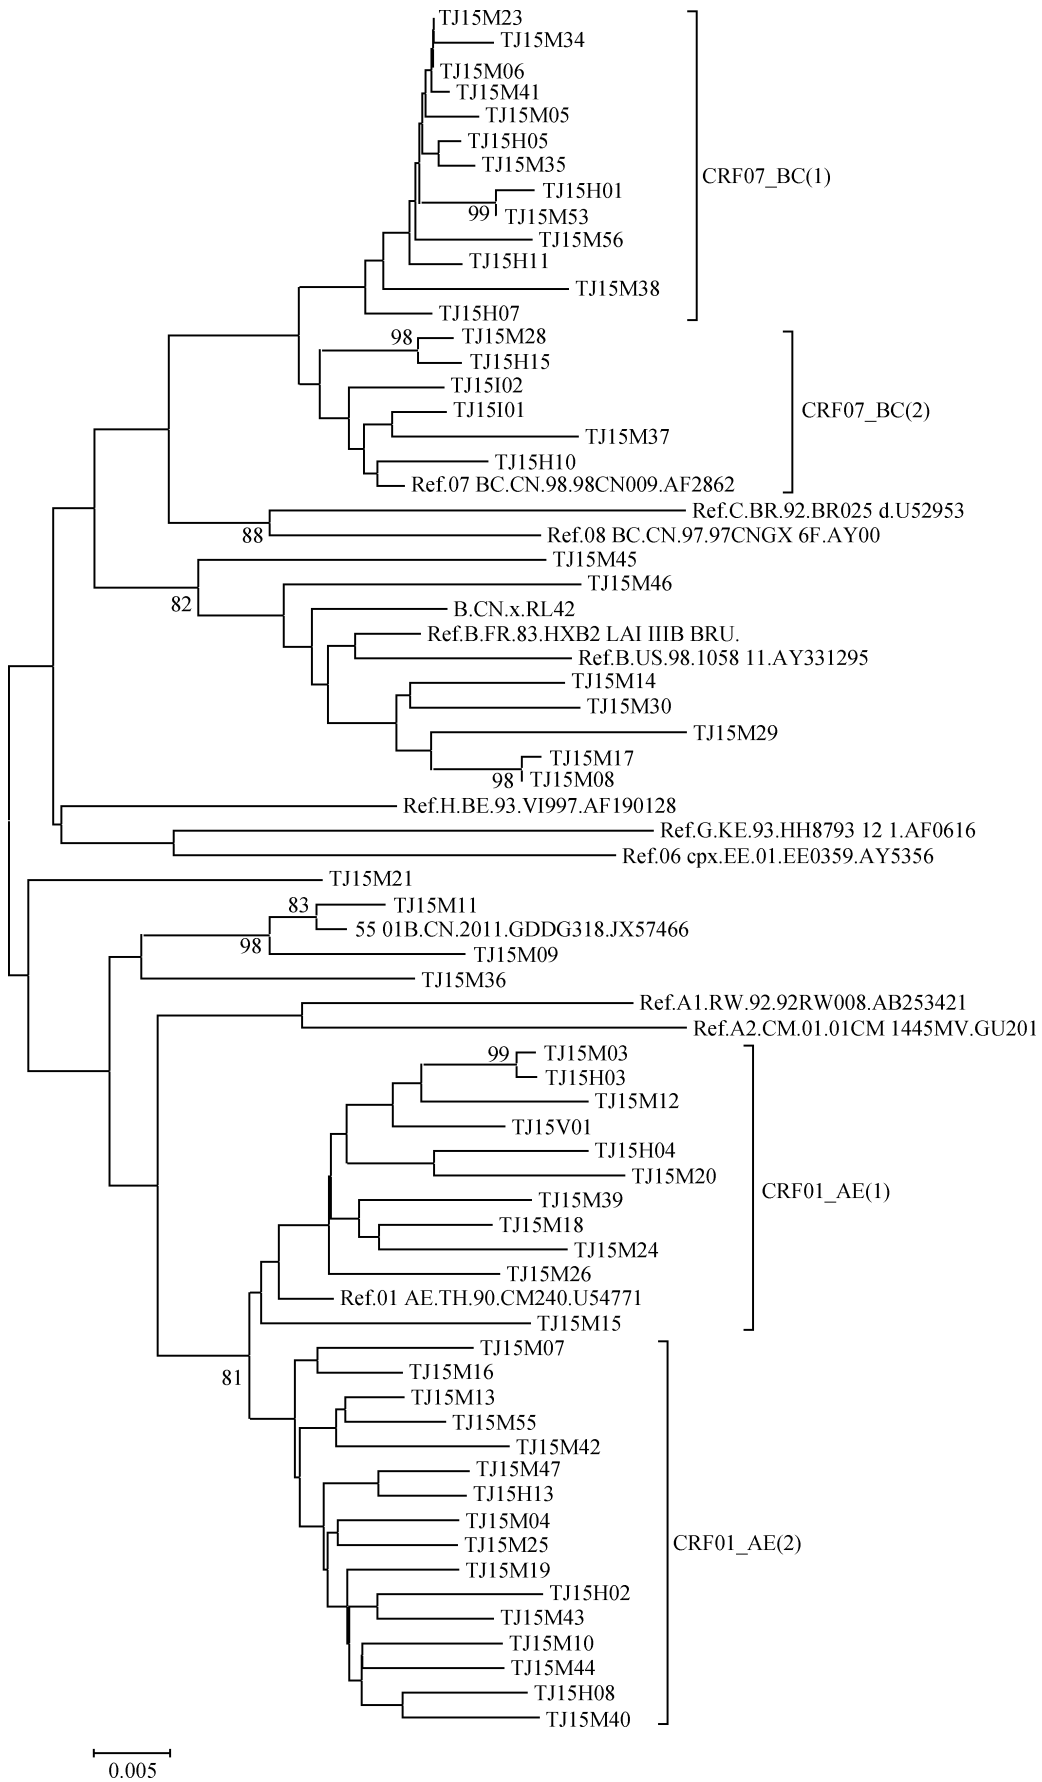 TJ15M23
TJ15M34
TJ15M06
TJ15M41
TJ15M05
TJ15H05
TJ15M35
CRF07_BC(1)
TJ15H01
99
TJ15M53
TJ15M56
TJ15H11
TJ15M38
TJ15H07
98
TJ15M28
TJ15H15
TJ15I02
TJ15I01
CRF07_BC(2)
TJ15M37
TJ15H10
Ref.07 BC.CN.98.98CN009.AF2862
Ref.C.BR.92.BR025 d.U52953
88
Ref.08 BC.CN.97.97CNGX 6F.AY00
TJ15M45
TJ15M46
82
B.CN.x.RL42
Ref.B.FR.83.HXB2 LAI IIIB BRU.
Ref.B.US.98.1058 11.AY331295
TJ15M14
TJ15M30
TJ15M29
TJ15M17
98
TJ15M08
Ref.H.BE.93.VI997.AF190128
Ref.G.KE.93.HH8793 12 1.AF0616
Ref.06 cpx.EE.01.EE0359.AY5356
TJ15M21
83
TJ15M11
55 01B.CN.2011.GDDG318.JX57466
98
TJ15M09
TJ15M36
Ref.A1.RW.92.92RW008.AB253421
Ref.A2.CM.01.01CM 1445MV.GU201
99
TJ15M03
TJ15H03
TJ15M12
TJ15V01
TJ15H04
TJ15M20
CRF01_AE(1)
TJ15M39
TJ15M18
TJ15M24
TJ15M26
Ref.01 AE.TH.90.CM240.U54771
TJ15M15
TJ15M07
81
TJ15M16
TJ15M13
TJ15M55
TJ15M42
TJ15M47
TJ15H13
TJ15M04
TJ15M25
CRF01_AE(2)
TJ15M19
TJ15H02
TJ15M43
TJ15M10
TJ15M44
TJ15H08
TJ15M40
0.005